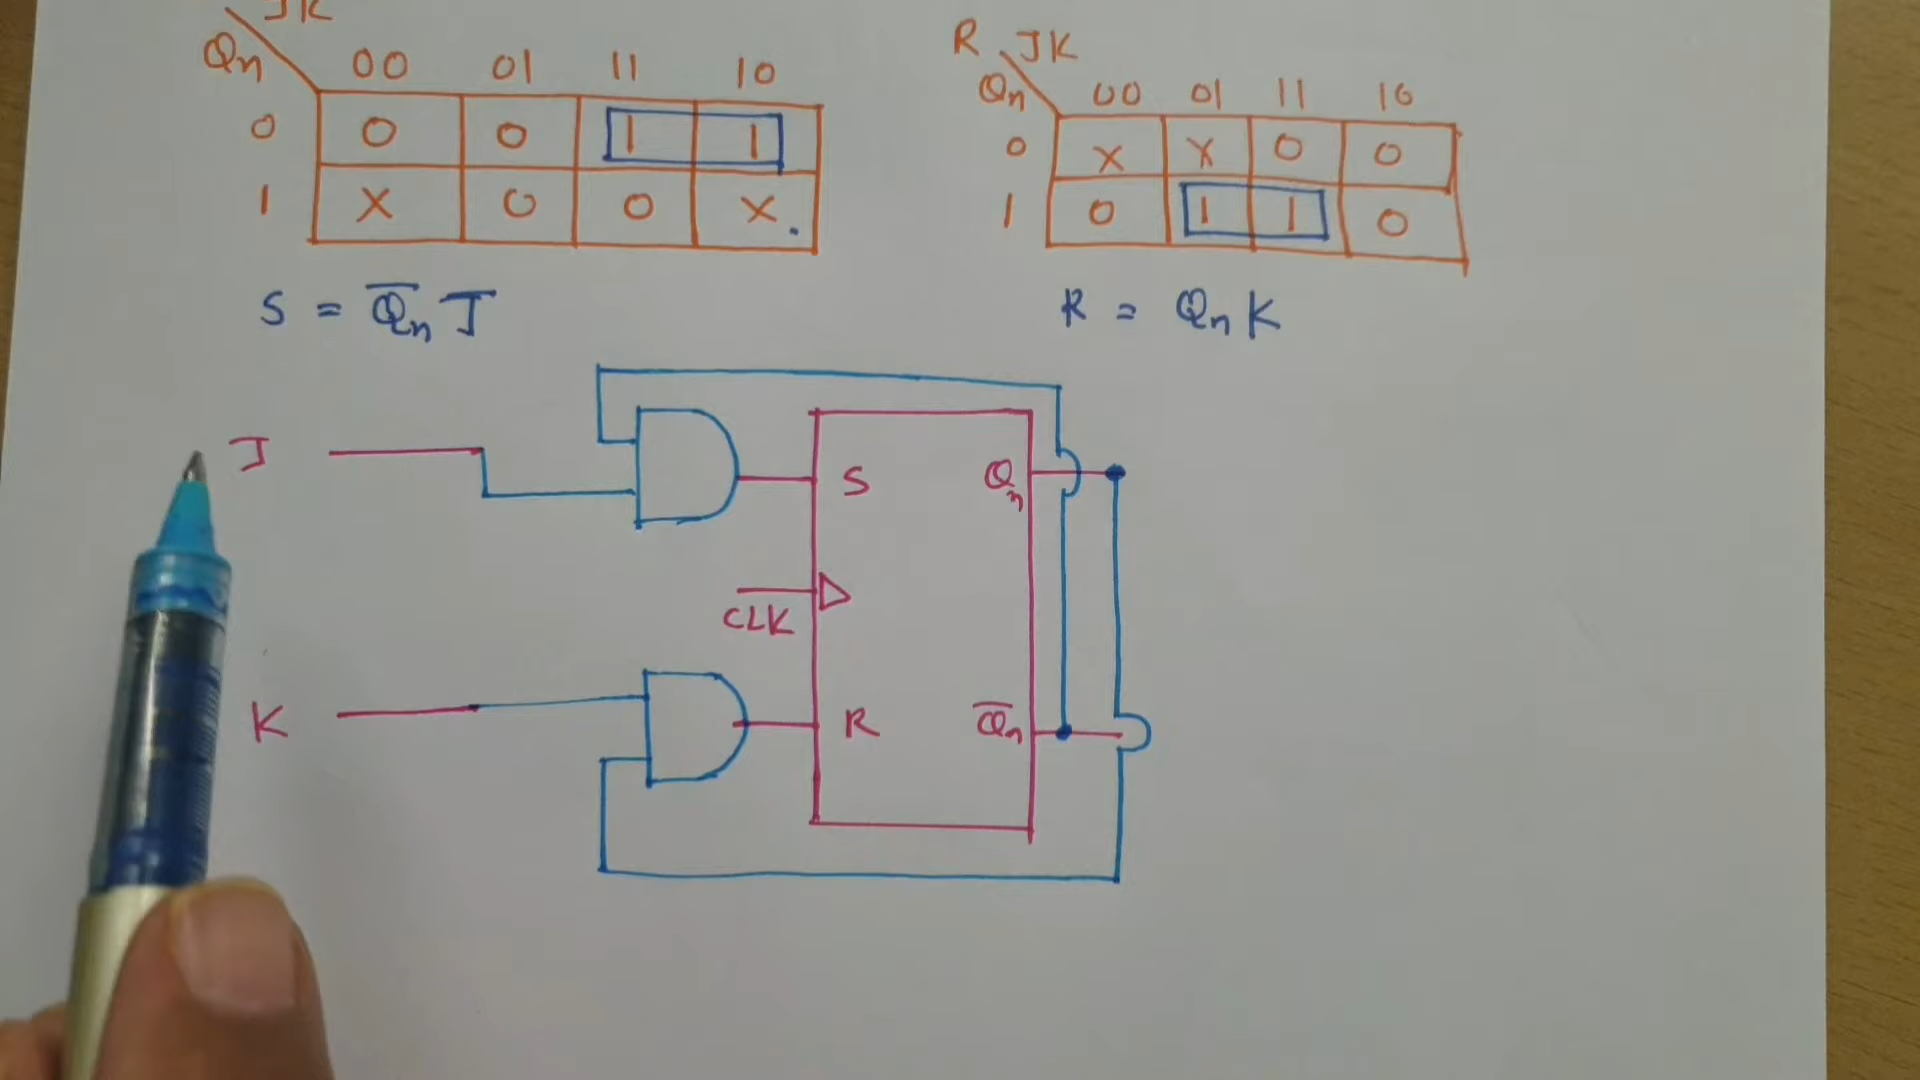 JK
Qn 00 01 11 10
0 0 0 1 1
1 X 0 0 X.
S = Q̅n J
R JK
Qn 00 01 11 10
0 X X 0 0
1 0 1 1 0
R = Qn K
J
S Qn
CLK
K
R Q̅n